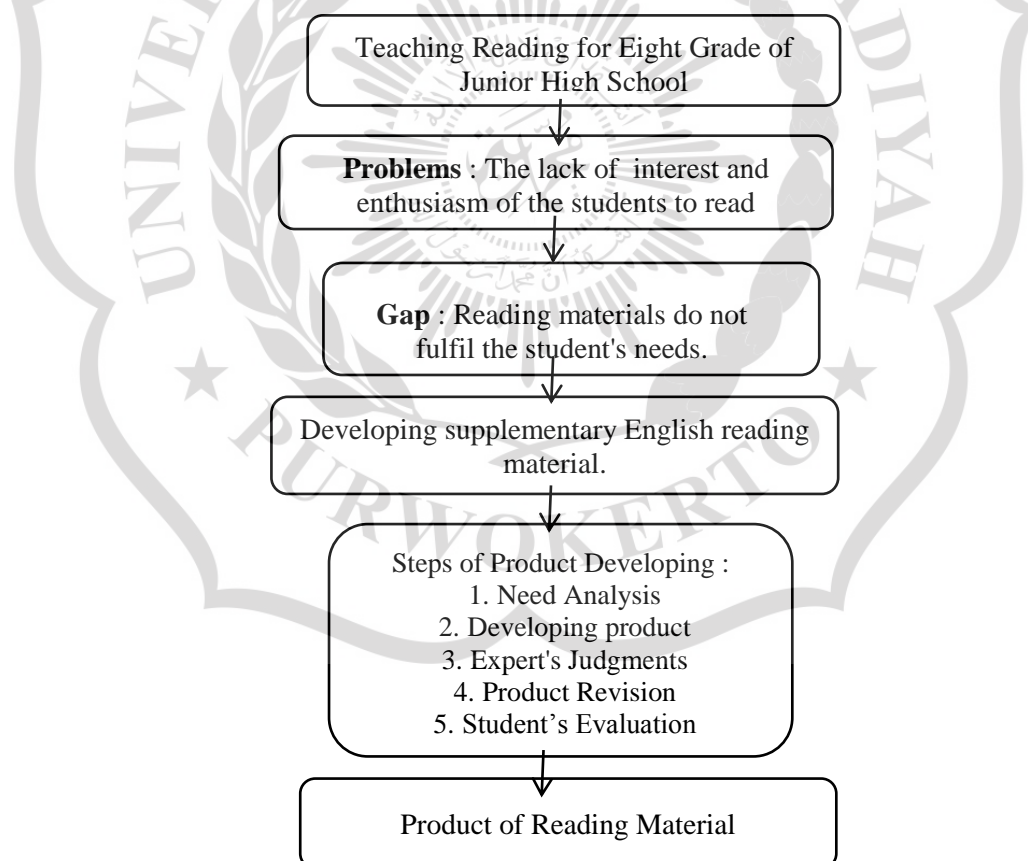 Teaching Reading for Eight Grade of
Junior High School
Problems : The lack of interest and
enthusiasm of the students to read
Gap : Reading materials do not
fulfil the student's needs.
Developing supplementary English reading
material.
Steps of Product Developing :
1. Need Analysis
2. Developing product
3. Expert's Judgments
4. Product Revision
5. Student’s Evaluation
Product of Reading Material
PURWOKERTO